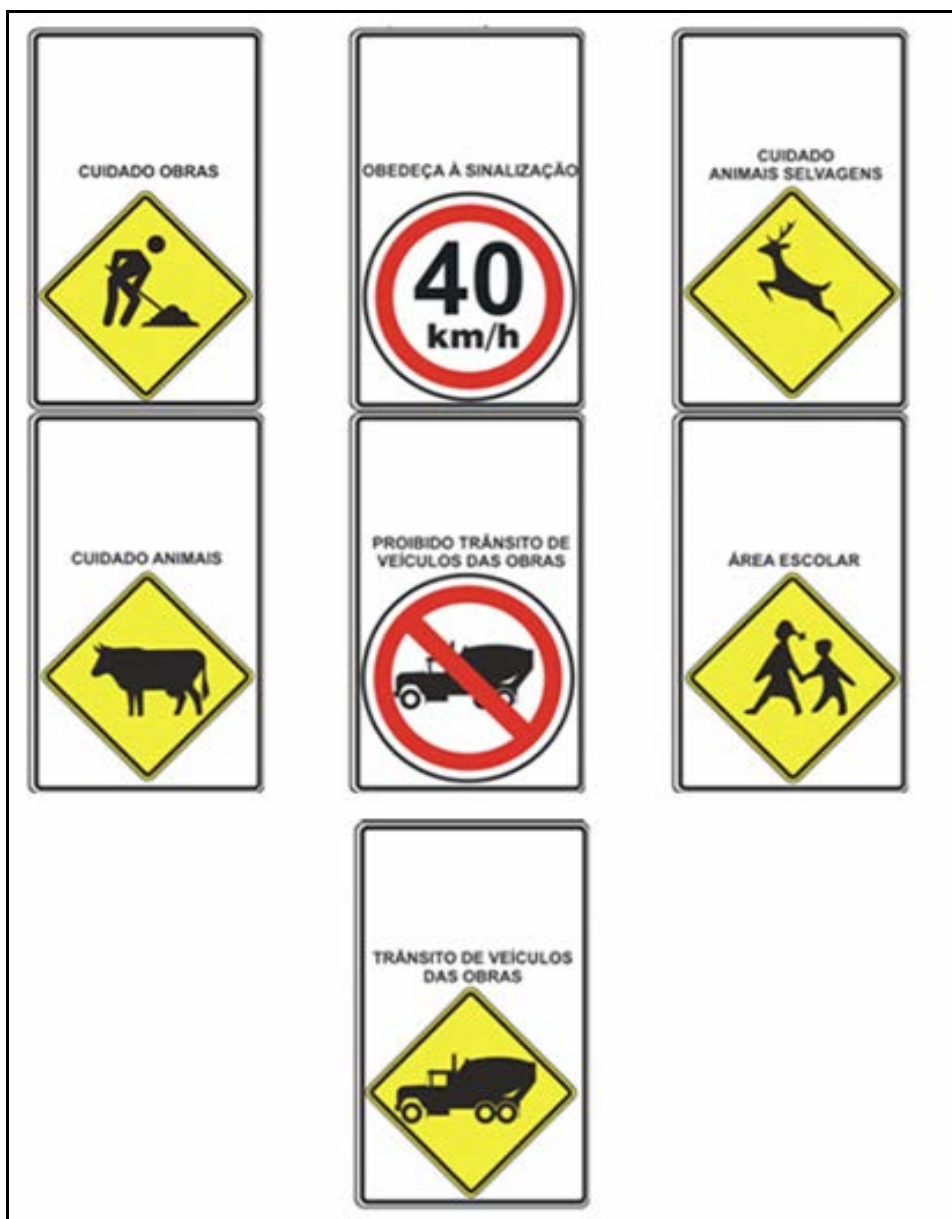 CUIDADO OBRAS
OBEDEÇA À SINALIZAÇÃO
40
km/h
CUIDADO
ANIMAIS SELVAGENS
CUIDADO ANIMAIS
PROIBIDO TRÂNSITO DE
VEÍCULOS DAS OBRAS
ÁREA ESCOLAR
TRÂNSITO DE VEÍCULOS
DAS OBRAS